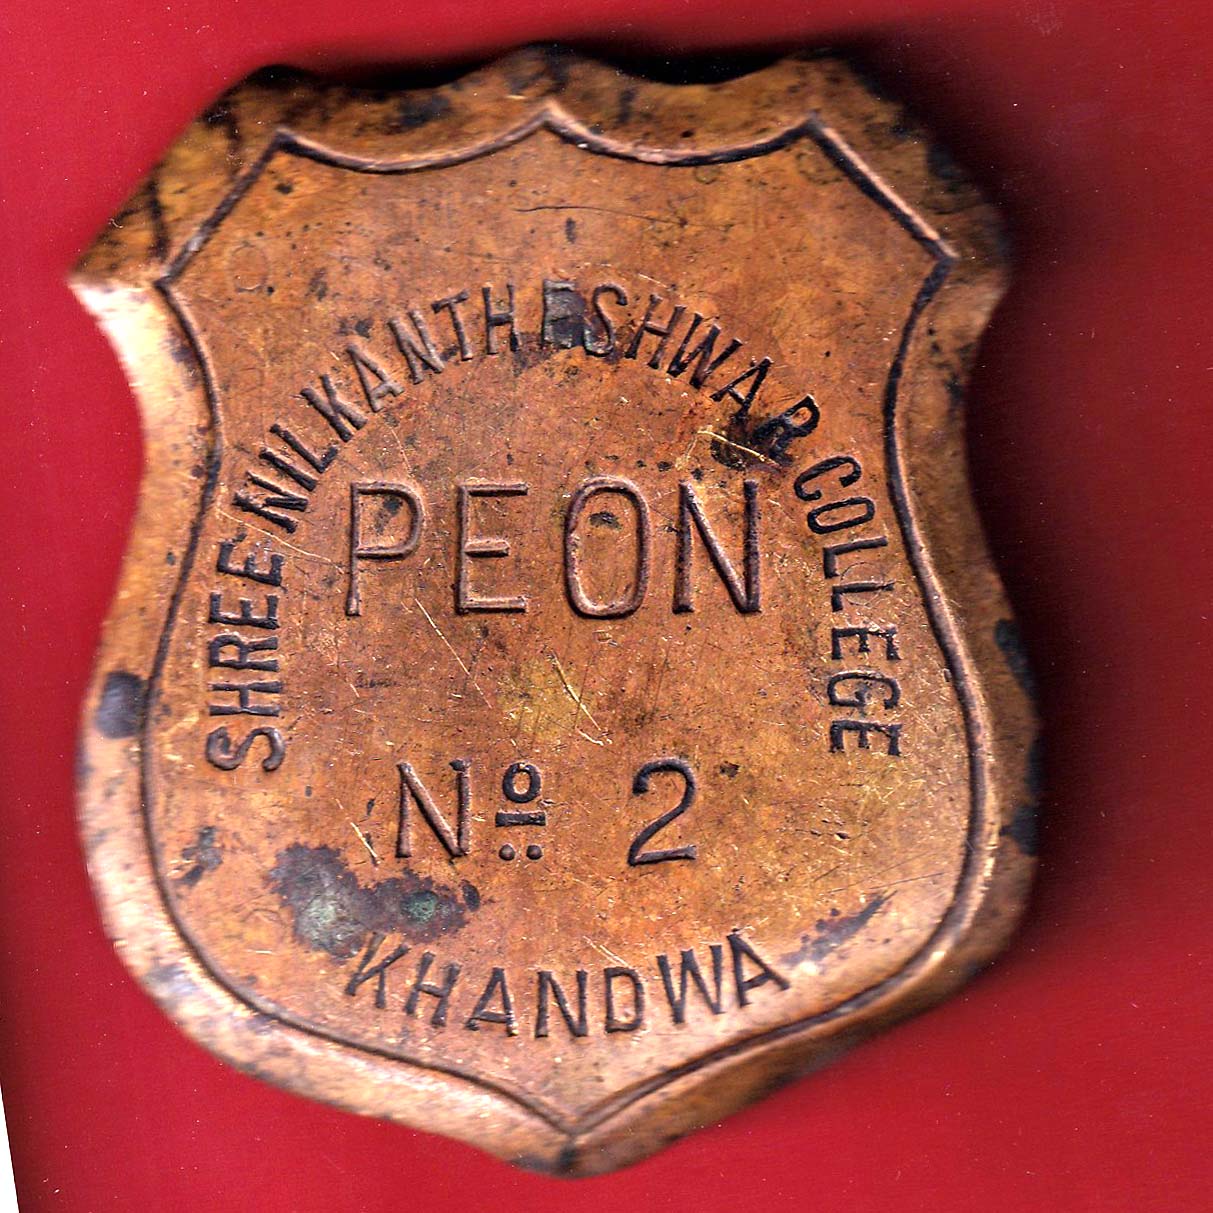 SHREE NILKANTHESHWAR COLLEGE
PEON
Nº 2
KHANDWA